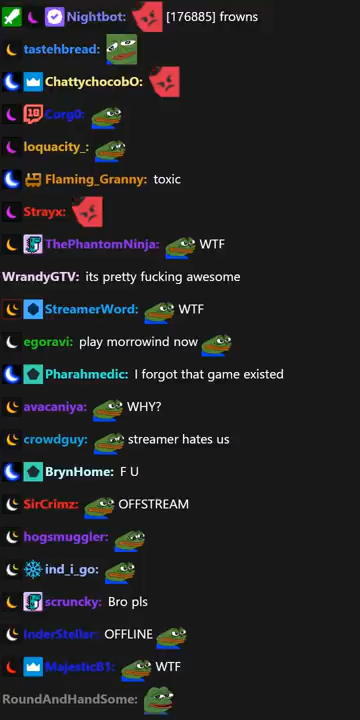 Nightbot: [176885] frowns
tastehbread:
ChattychocobO:
Corg0:
loquacity_:
Flaming_Granny: toxic
Strayx:
ThePhantomNinja: WTF
WrandyGTV: its pretty fucking awesome
StreamerWord: WTF
egoravi: play morrowind now
Pharahmedic: I forgot that game existed
avacaniya: WHY?
crowdguy: streamer hates us
BrynHome: F U
SirCrimz: OFFSTREAM
hogsmuggler:
ind_i_go:
scruncky: Bro pls
InderStellar: OFFLINE
MajesticB1: WTF
RoundAndHandSome: